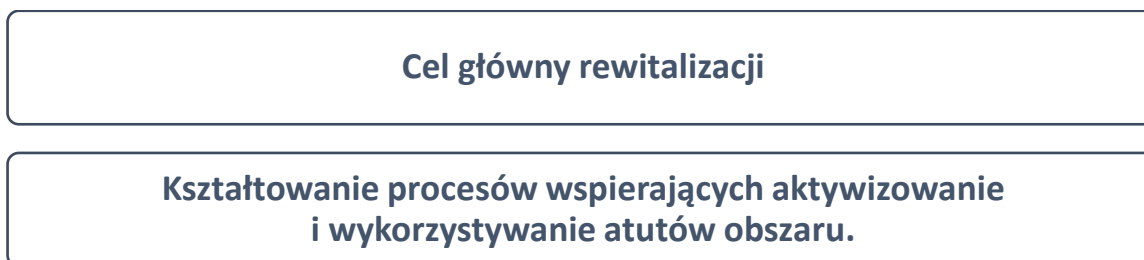 Cel główny rewitalizacji
Kształtowanie procesów wspierających aktywizowanie
i wykorzystywanie atutów obszaru.